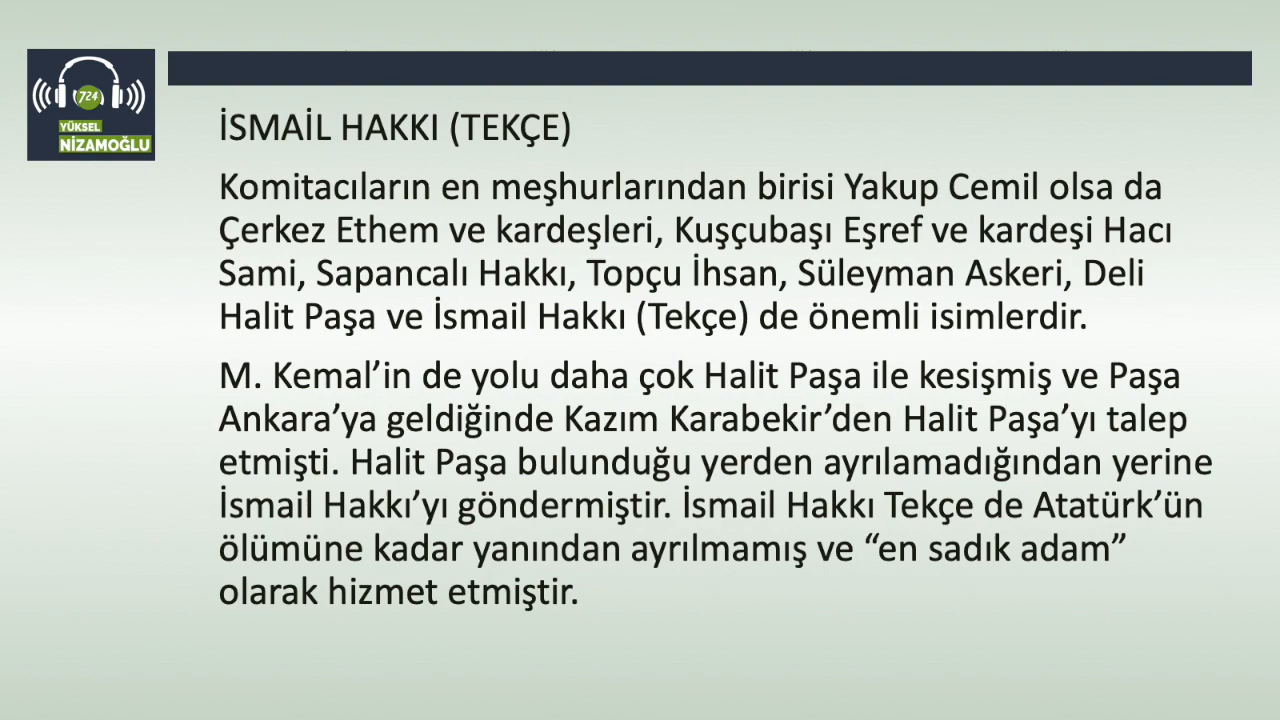 724
YÜKSEL
NİZAMOĞLU
İSMAİL HAKKI (TEKÇE)
Komitacıların en meşhurlarından birisi Yakup Cemil olsa da
Çerkez Ethem ve kardeşleri, Kuşçubaşı Eşref ve kardeşi Hacı
Sami, Sapancalı Hakkı, Topçu İhsan, Süleyman Askeri, Deli
Halit Paşa ve İsmail Hakkı (Tekçe) de önemli isimlerdir.
M. Kemal’in de yolu daha çok Halit Paşa ile kesişmiş ve Paşa
Ankara’ya geldiğinde Kazım Karabekir’den Halit Paşa’yı talep
etmişti. Halit Paşa bulunduğu yerden ayrılamadığından yerine
İsmail Hakkı’yı göndermiştir. İsmail Hakkı Tekçe de Atatürk’ün
ölümüne kadar yanından ayrılmamış ve “en sadık adam”
olarak hizmet etmiştir.